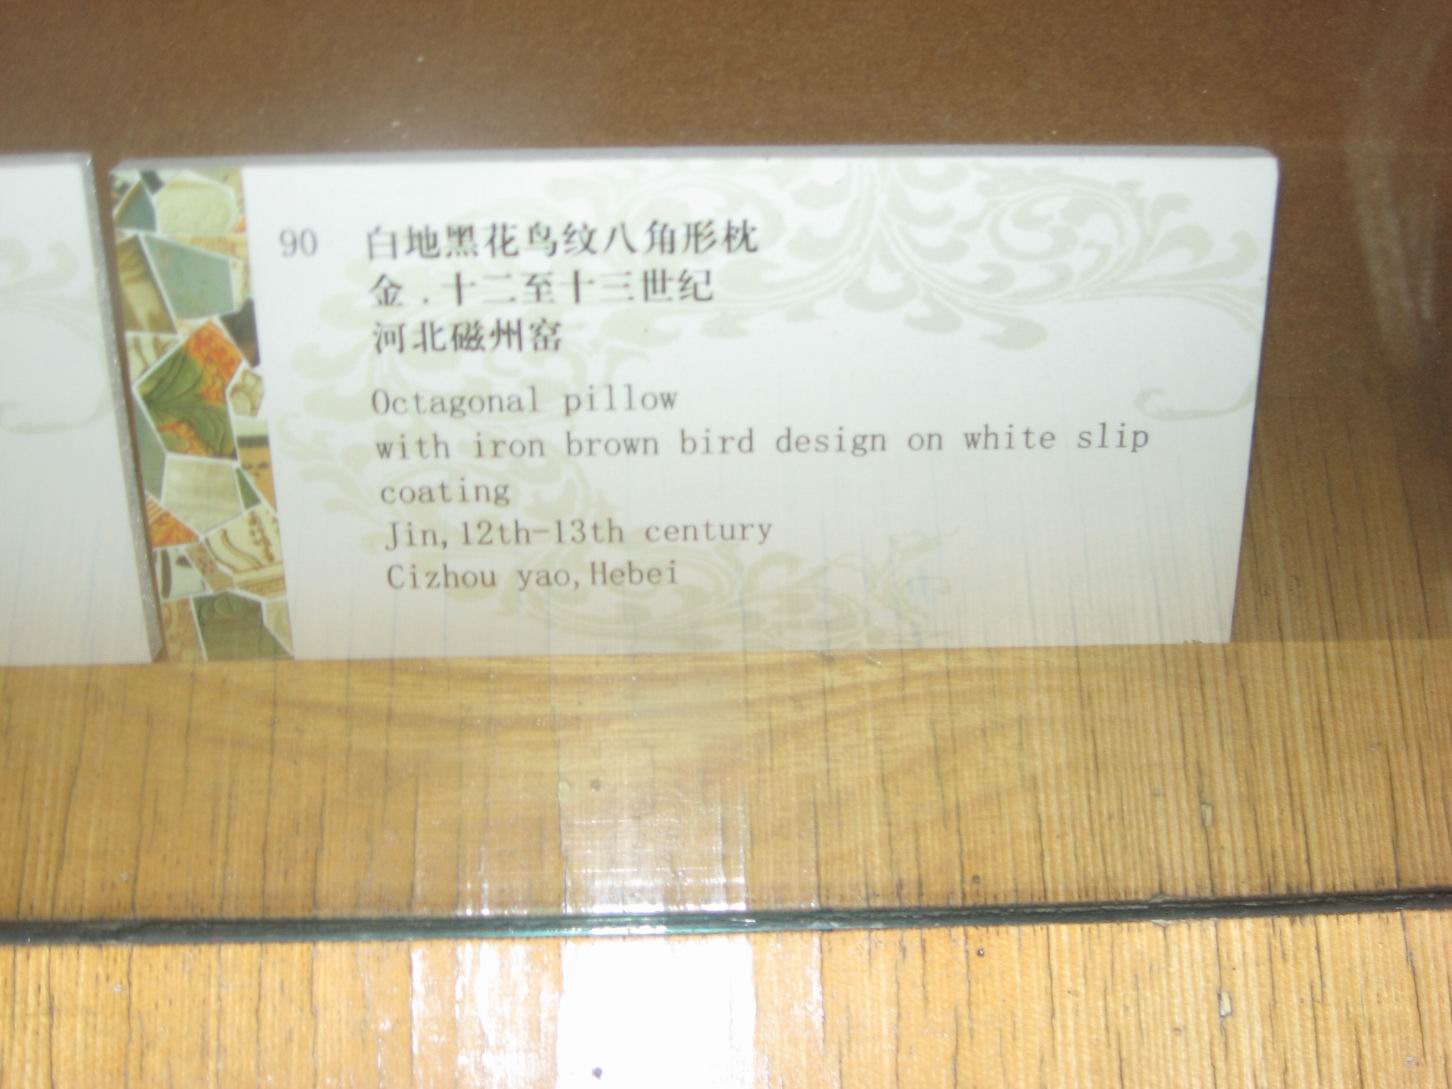 90 白地黑花鸟纹八角形枕
金.十二至十三世纪
河北磁州窑
Octagonal pillow
with iron brown bird design on white slip
coating
Jin,12th-13th century
Cizhou yao,Hebei